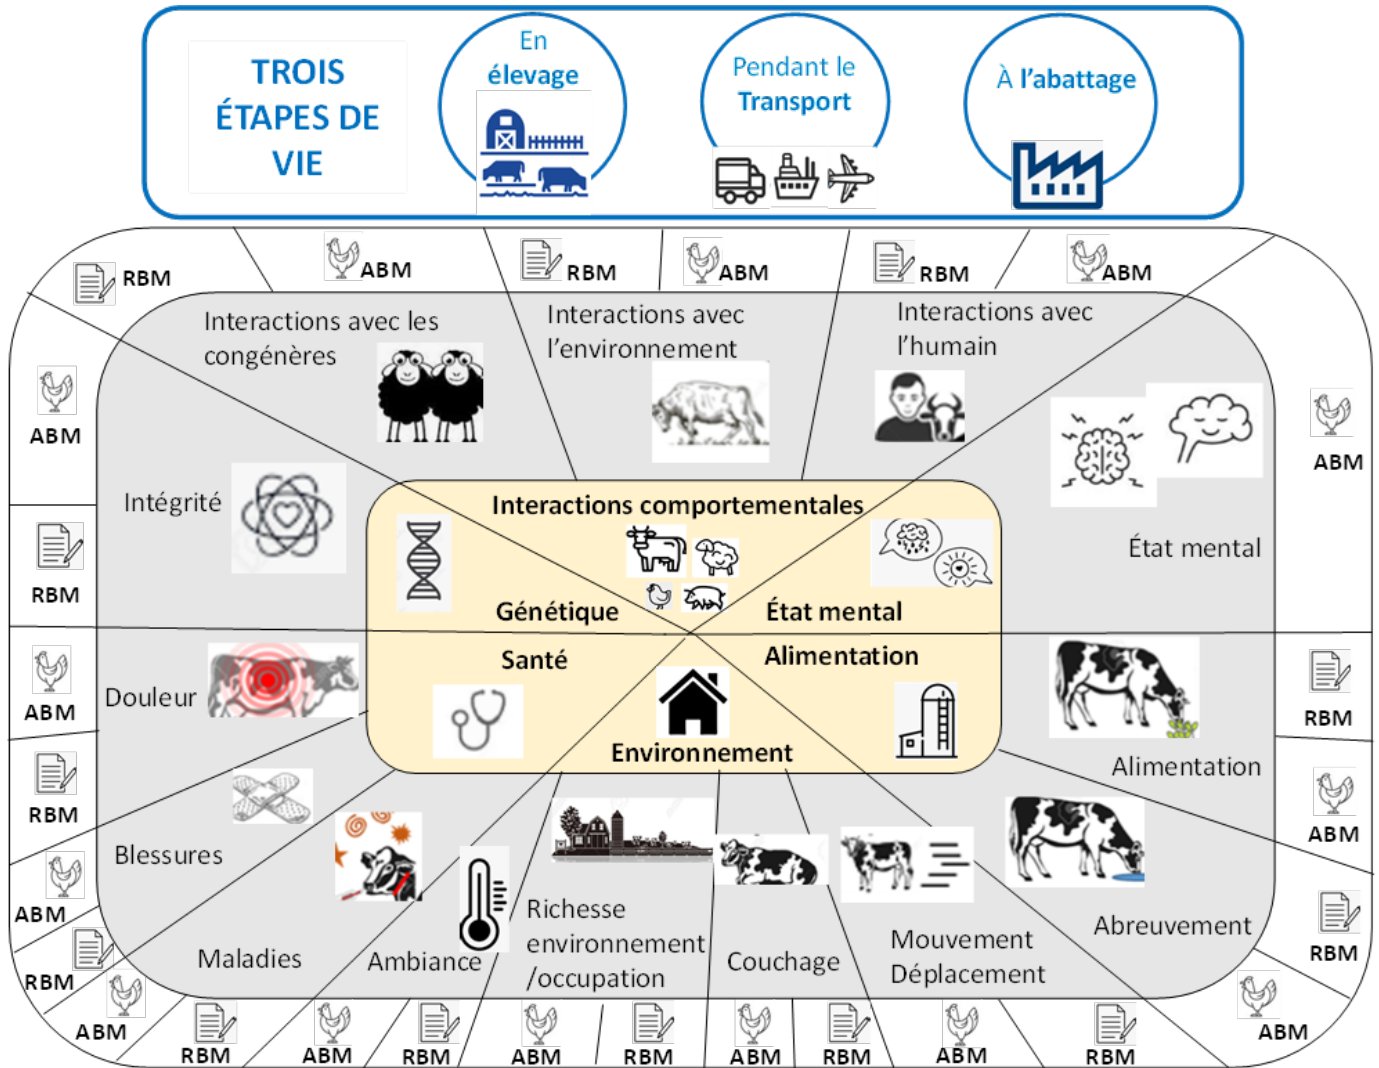 TROIS
ÉTAPES DE
VIE
En
élevage
Pendant le
Transport
À l'abattage
RBM
ABM
RBM
ABM
RBM
ABM
Interactions avec les
congénères
Interactions avec
l'environnement
Interactions avec
l'humain
ABM
ABM
Intégrité
Interactions comportementales
État mental
RBM
Génétique
État mental
Santé
Alimentation
Douleur
ABM
RBM
Environnement
Alimentation
RBM
ABM
Blessures
ABM
Richesse
environnement
/occupation
Abreuvement
Mouvement
Déplacement
Maladies
Ambiance
Couchage
RBM
RBM
ABM
ABM
RBM
ABM
RBM
ABM
RBM
ABM
RBM
ABM
RBM